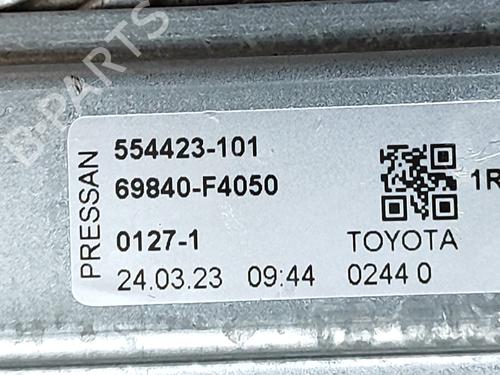 B-PARTS
PRESSAN
554423-101
69840-F4050
1R
0127-1 TOYOTA
24.03.23 09:44 0244 0